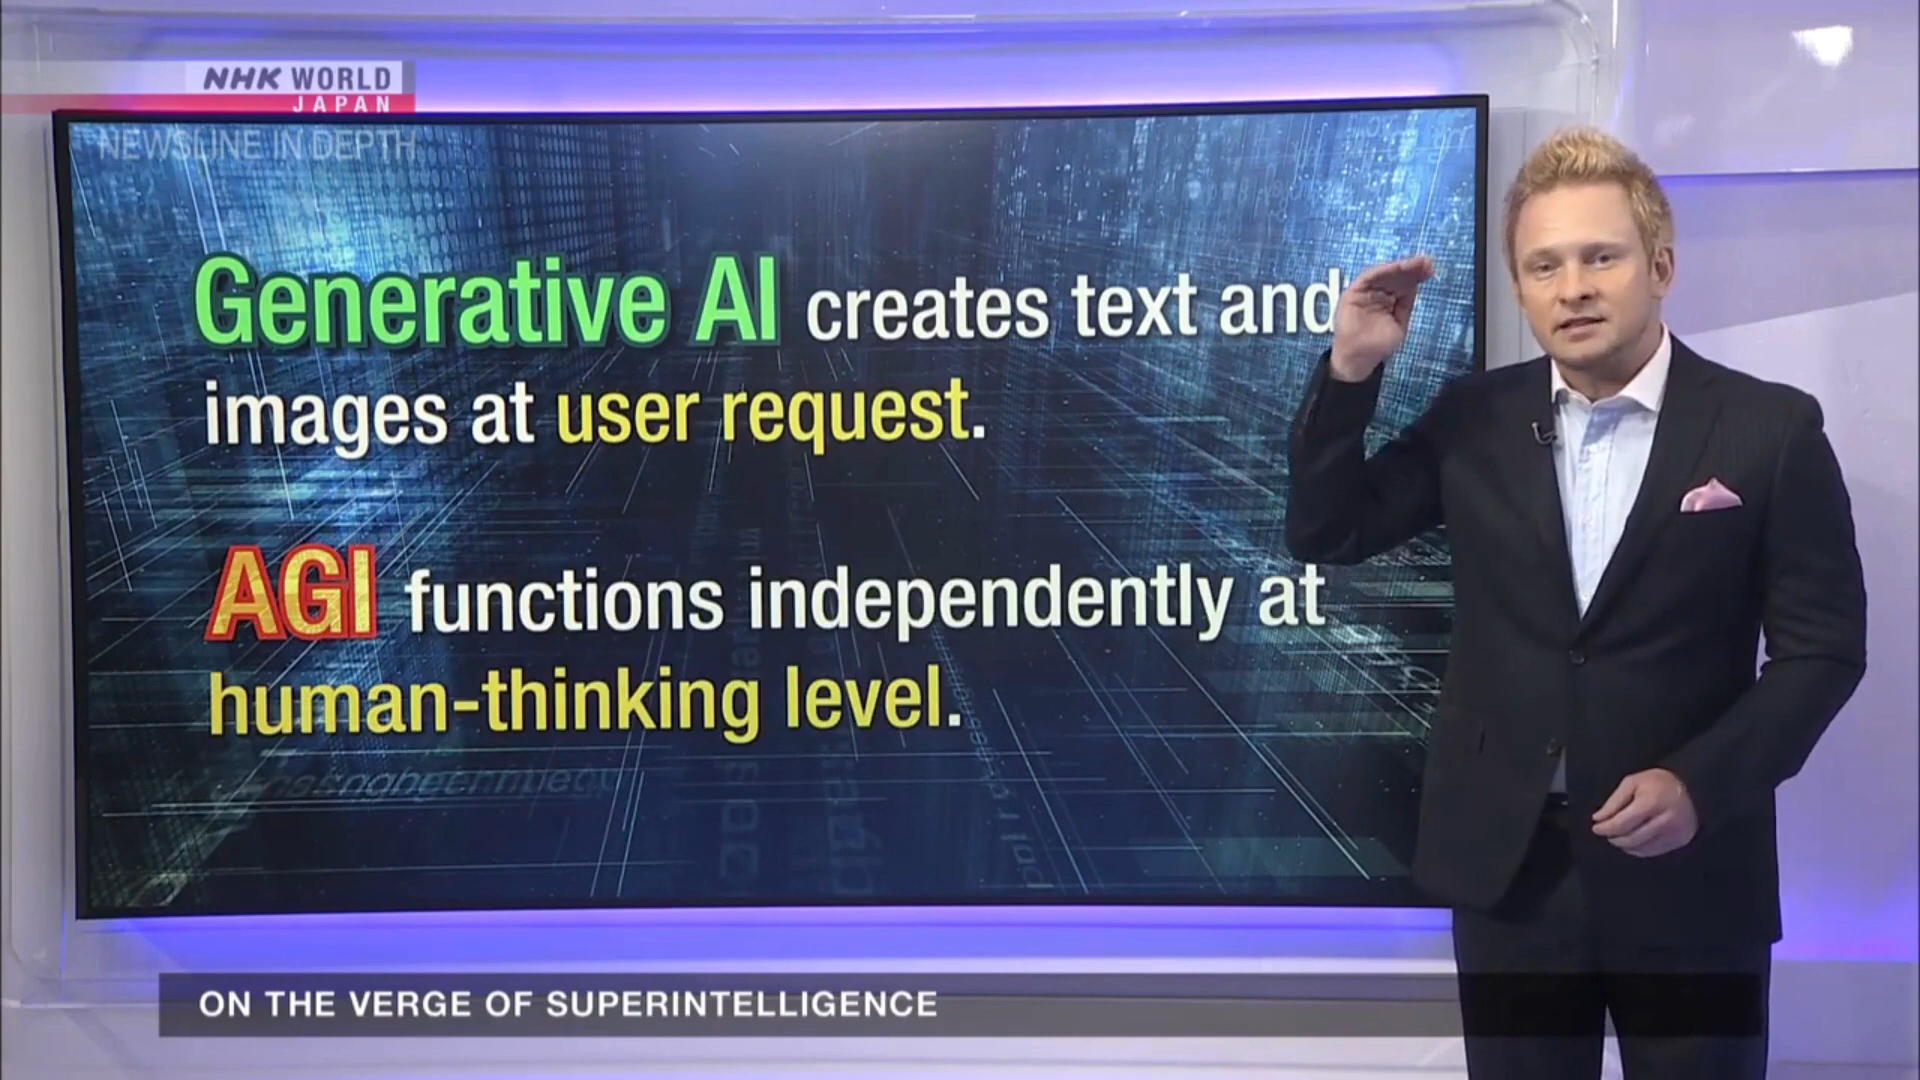 NHK WORLD
JAPAN
NEWSLINE IN DEPTH
Generative AI creates text and
images at user request.
AGI functions independently at
human-thinking level.
ON THE VERGE OF SUPERINTELLIGENCE